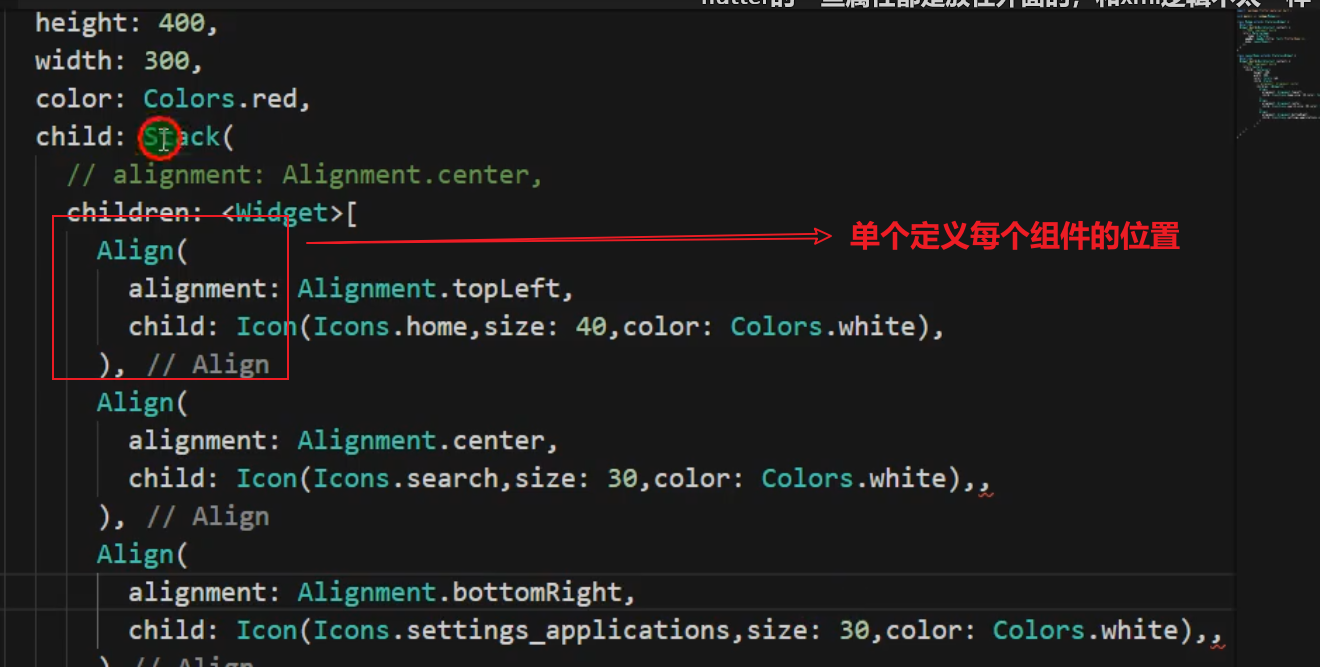 height: 400,
width: 300,
color: Colors.red,
child: Stack(
// alignment: Alignment.center,
children: <Widget>[
Align(
单个定义每个组件的位置
alignment: Alignment.topLeft,
child: Icon(Icons.home,size: 40,color: Colors.white),
), // Align
Align(
alignment: Alignment.center,
child: Icon(Icons.search,size: 30,color: Colors.white),,
), // Align
Align(
alignment: Alignment.bottomRight,
child: Icon(Icons.settings_applications,size: 30,color: Colors.white),,
), // Align